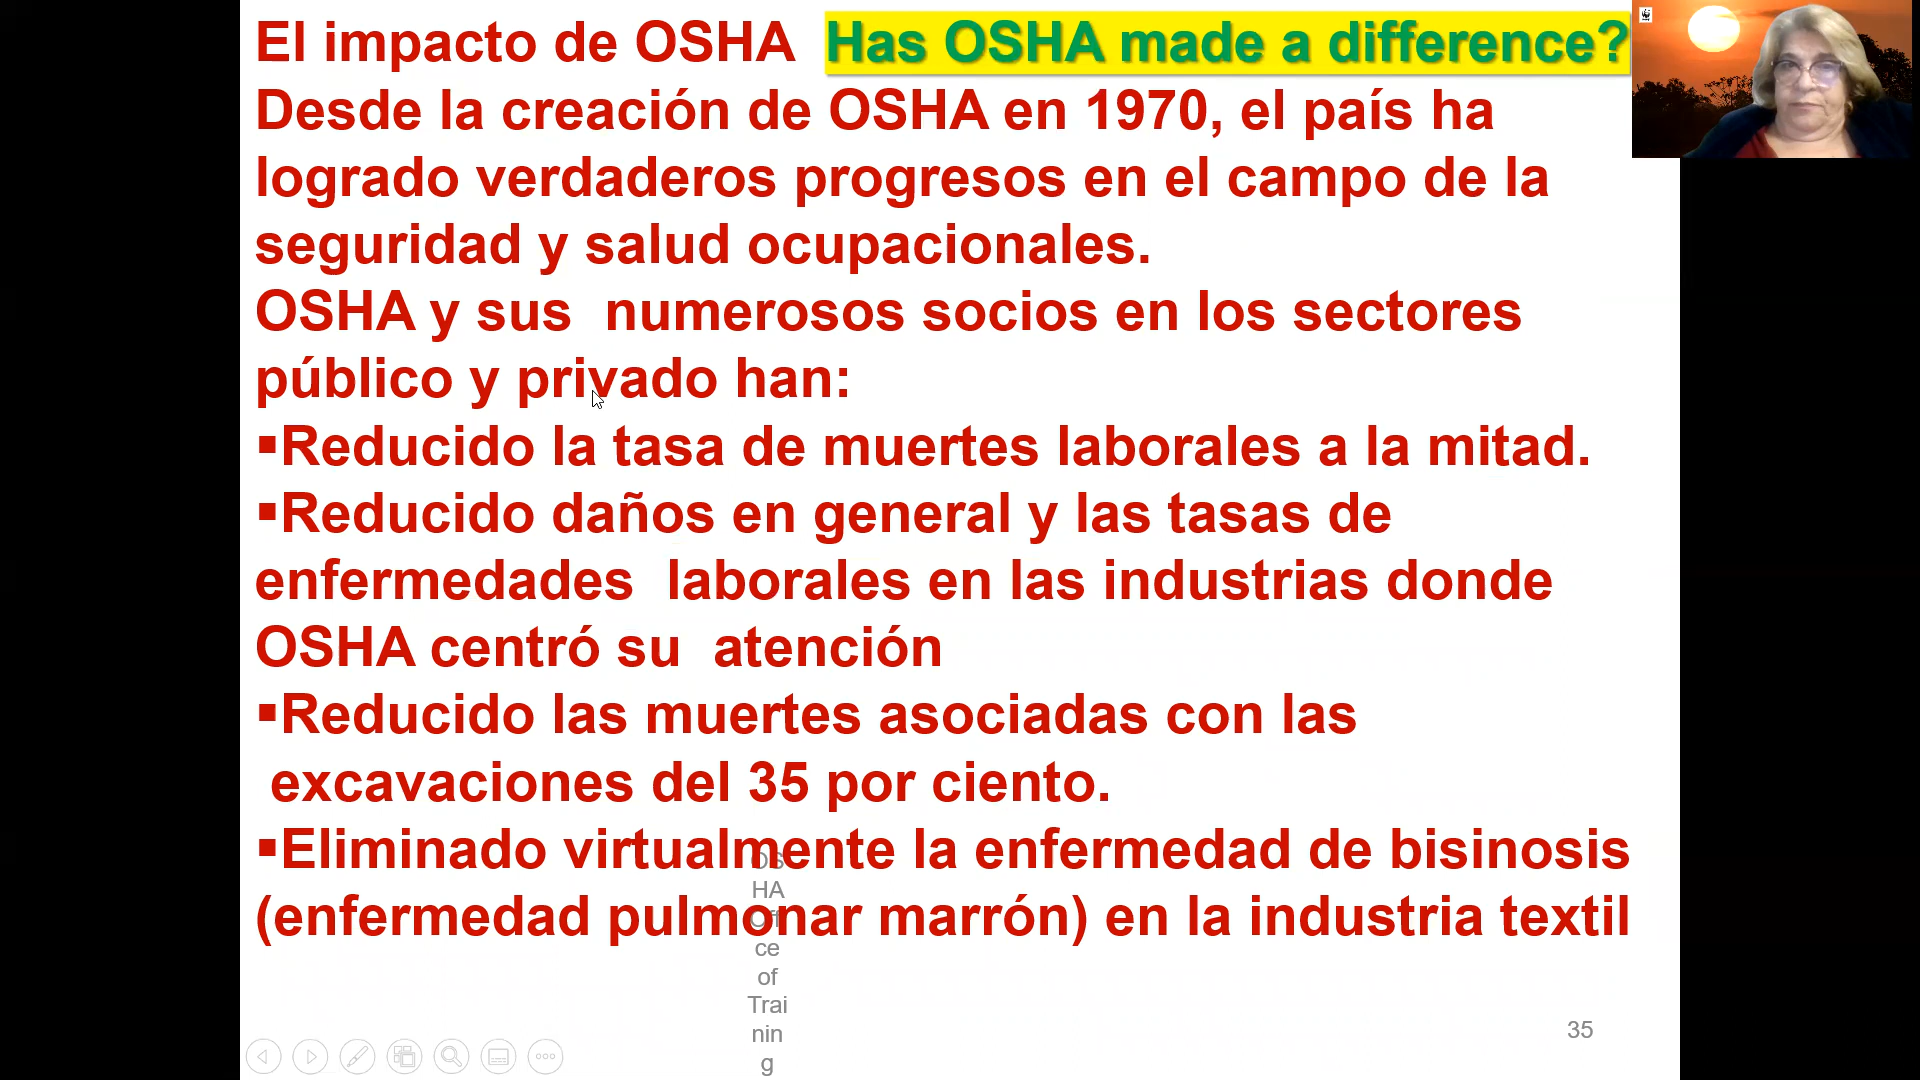 El impacto de OSHA Has OSHA made a difference?
Desde la creación de OSHA en 1970, el país ha
logrado verdaderos progresos en el campo de la
seguridad y salud ocupacionales.
OSHA y sus numerosos socios en los sectores
público y privado han:
▪Reducido la tasa de muertes laborales a la mitad.
▪Reducido daños en general y las tasas de
enfermedades laborales en las industrias donde
OSHA centró su atención
▪Reducido las muertes asociadas con las
excavaciones del 35 por ciento.
▪Eliminado virtualmente la enfermedad de bisinosis
(enfermedad pulmonar marrón) en la industria textil
OS
HA
Offi
ce
of
Trai
nin
g
35